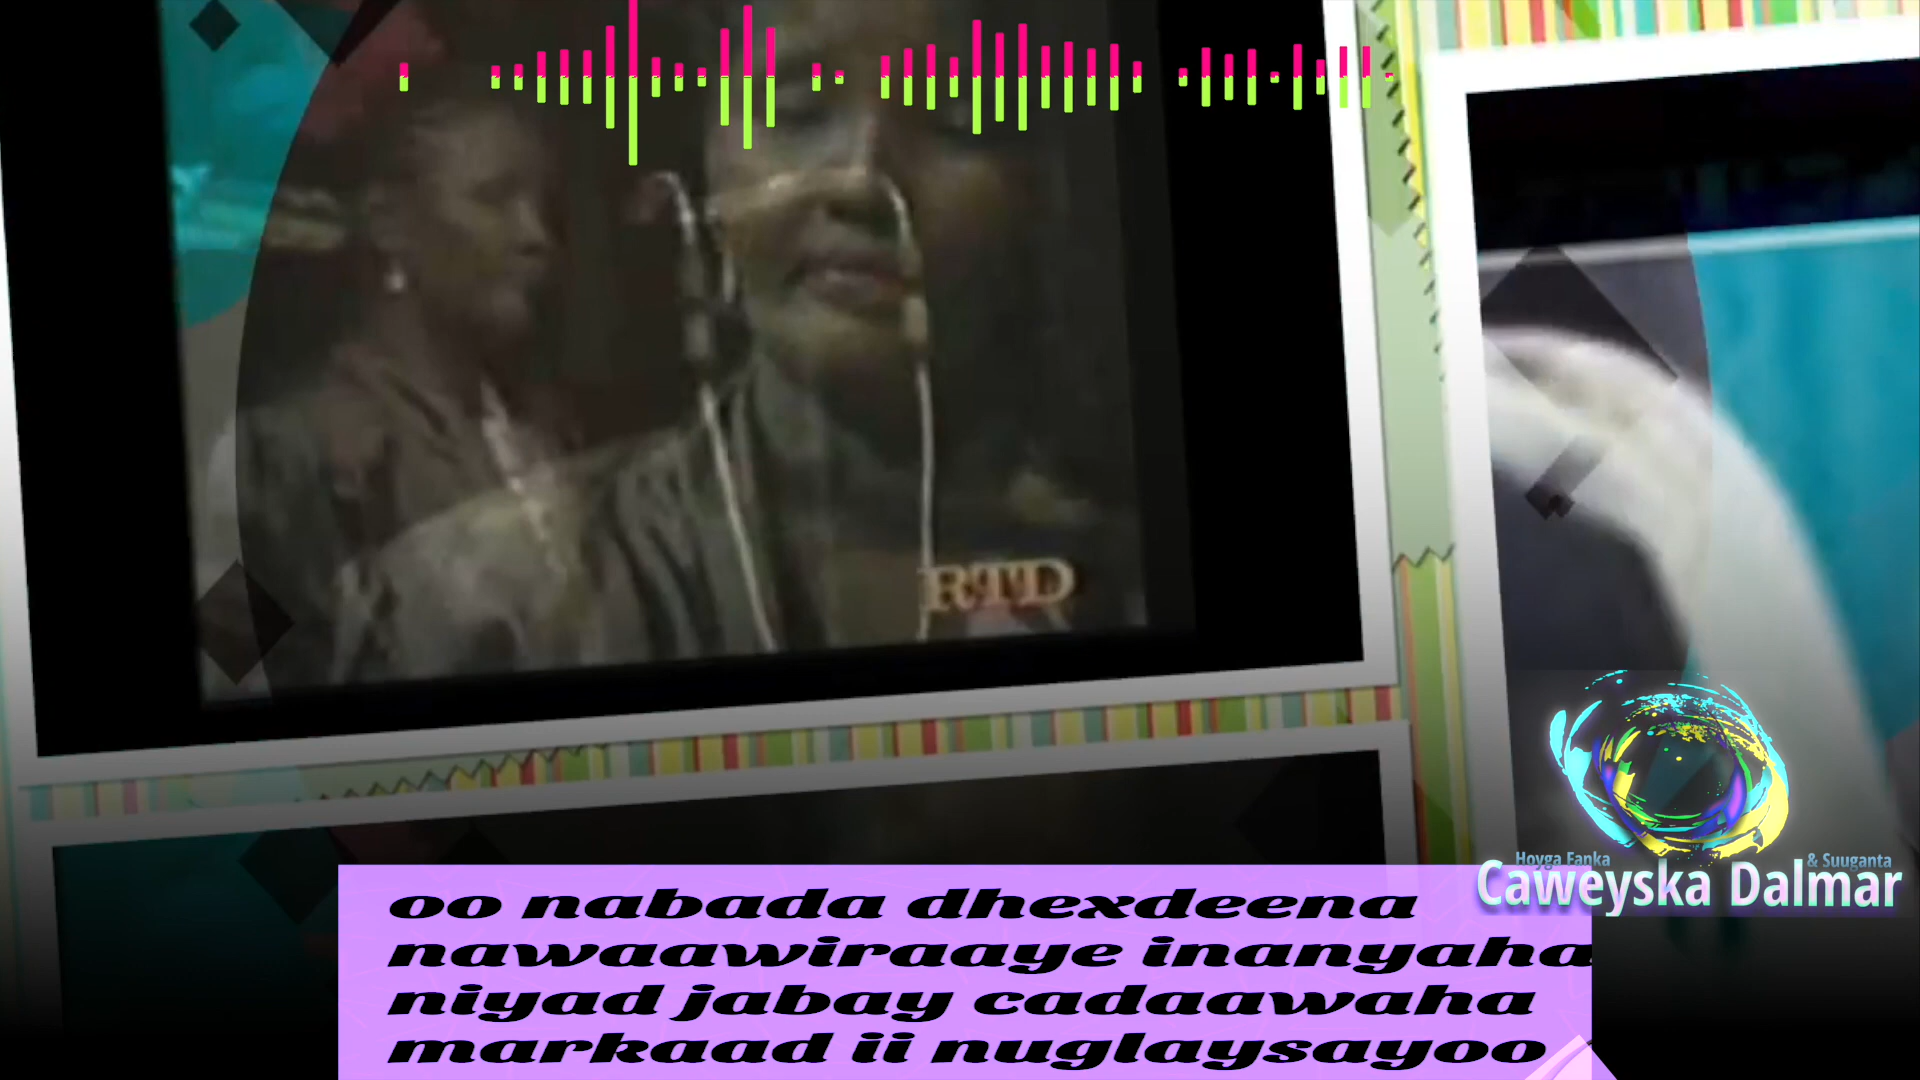 RTD
Hoyga Fanka & Suuganta
Caweyska Dalmar
oo nabada dhexdeena
nawaawiraaye inanyaha
niyad jabay cadaawaha
markaad ii nuglaysayoo